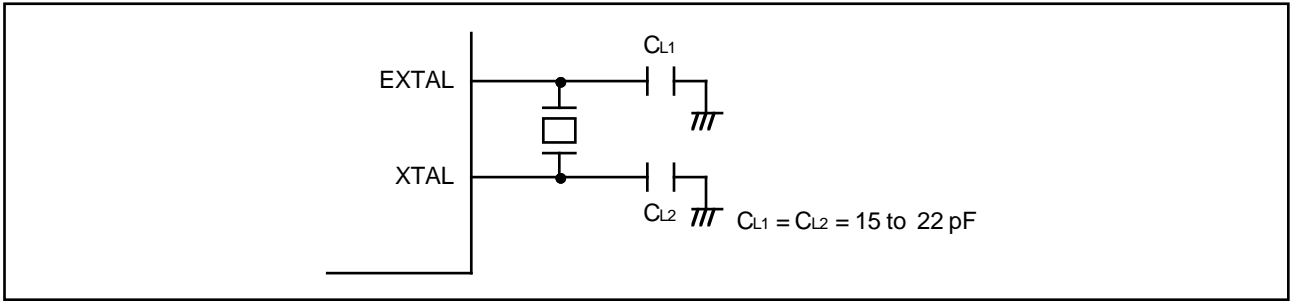 CL1
EXTAL
XTAL
CL2
CL1 = CL2 = 15 to 22 pF